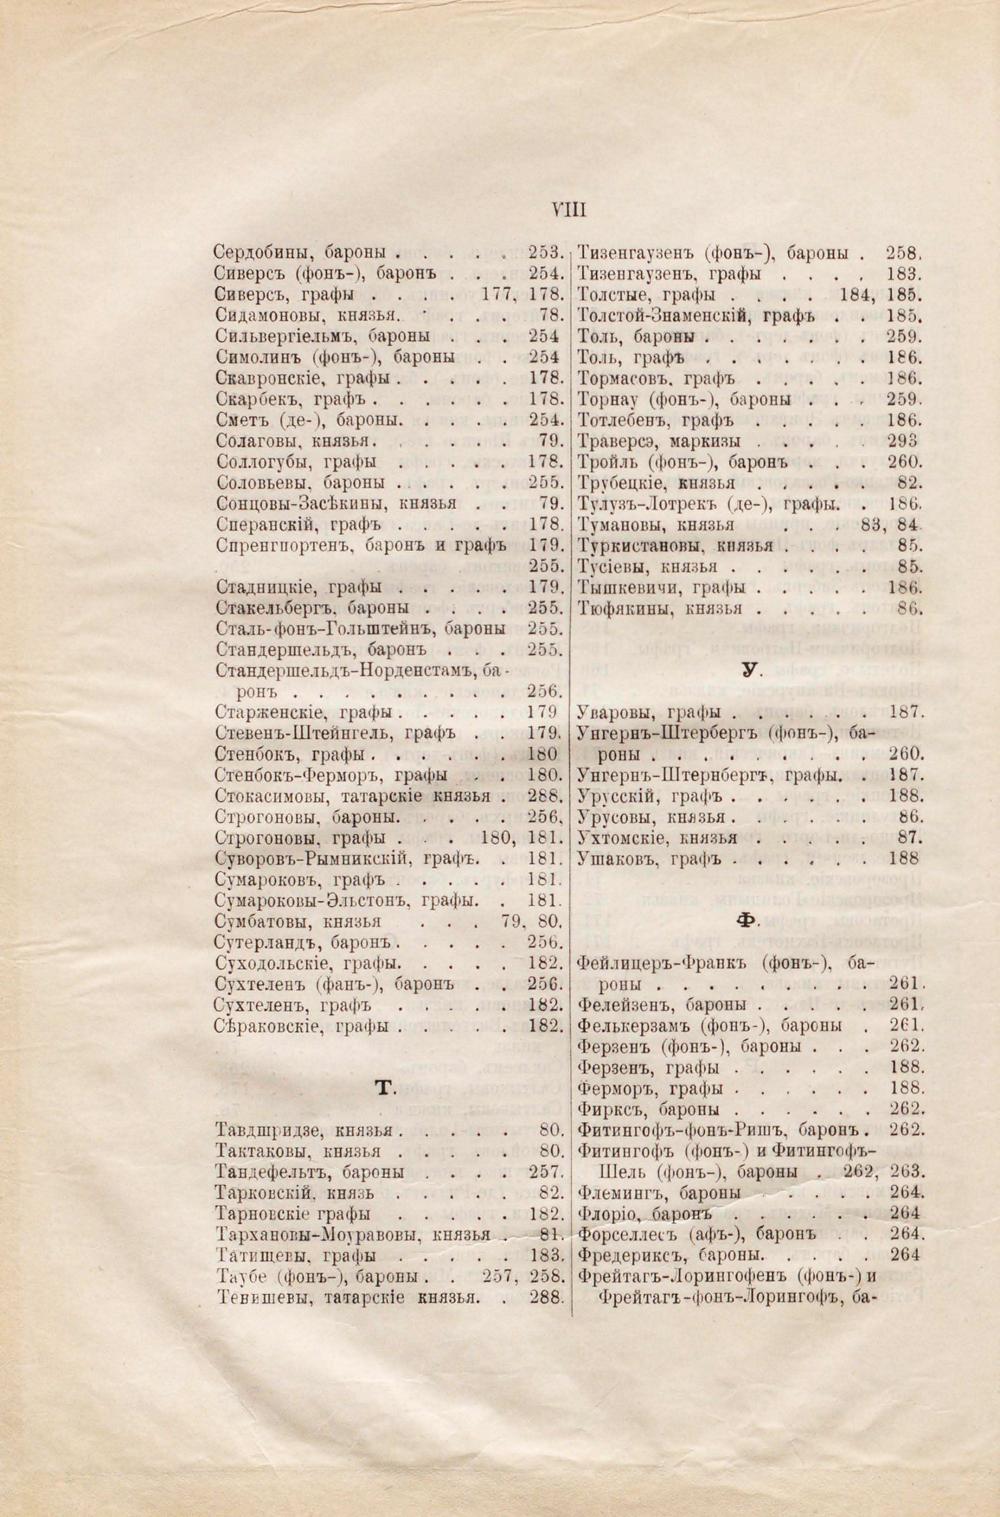 VIII
Сердобины, бароны . . . . . 253.
Сиверсъ (фонъ-), баронъ . . . 254.
Сиверсъ, графы . . . . 177, 178.
Сидамоновы, князья. . . . . 78.
Сильвергіельмъ, бароны . . . 254
Симолинъ (фонъ-), бароны . . 254
Скавронскіе, графы . . . . . 178.
Скарбекъ, графъ . . . . . . 178.
Сметъ (де-), бароны. . . . . 254.
Солаговы, князья. . . . . . 79.
Соллогубы, графы . . . . . 178.
Соловьевы, бароны . . . . . 255.
Сонцовы-Засѣкины, князья . . 79.
Сперанскій, графъ . . . . . 178.
Спренгпортенъ, баронъ и графъ 179.
255.
Стадницкіе, графы . . . . . 179.
Стакельбергъ, бароны . . . . 255.
Сталь-фонъ-Гольштейнъ, бароны 255.
Стандершельдъ, баронъ . . . 255.
Стандершельдъ-Норденстамъ, ба-
ронъ . . . . . . . . . 256.
Старженскіе, графы . . . . . 179
Стевенъ-Штейнгель, графъ . . 179.
Стенбокъ, графы . . . . . . 180
Стенбокъ-Ферморъ, графы . . 180.
Стокасимовы, татарскіе князья . 288.
Строгоновы, бароны. . . . . 256.
Строгоновы, графы . . . 180, 181.
Суворовъ-Рымникскій, графъ. . 181.
Сумароковъ, графъ . . . . . 181.
Сумароковы-Эльстонъ, графы. . 181.
Сумбатовы, князья . . . 79, 80.
Сутерландъ, баронъ . . . . . 256.
Суходольскіе, графы. . . . . 182.
Сухтеленъ (фанъ-), баронъ . . 256.
Сухтеленъ, графъ . . . . . 182.
Сѣраковскіе, графы . . . . . 182.
Т.
Тавдгиридзе, князья . . . . . 80.
Тактаковы, князья . . . . . 80.
Тандефельтъ, бароны . . . . 257.
Тарковскій, князь . . . . . 82.
Тарновскіе графы . . . . . 182.
Тархановы-Моуравовы, князья . 81.
Татищевы, графы . . . . . 183.
Таубе (фонъ-), бароны . . 257, 258.
Тенишевы, татарскіе князья. . 288.
Тизенгаузенъ (фонъ-), бароны . 258.
Тизенгаузенъ, графы . . . . 183.
Толстые, графы . . . . 184, 185.
Толстой-Знаменскій, графъ . . 185.
Толь, бароны . . . . . . . 259.
Толь, графъ . . . . . . . 186.
Тормасовъ, графъ . . . . . 186.
Торнау (фонъ-), бароны . . . 259.
Тотлебенъ, графъ . . . . . 186.
Траверсэ, маркизы . . . . 293
Тройль (фонъ-), баронъ . . . 260.
Трубецкіе, князья . . . . . 82.
Тулузъ-Лотрекъ (де-), графы. . 186.
Тумановы, князья . . . 83, 84
Туркистановы, князья . . . . 85.
Тусіевы, князья . . . . . . 85.
Тышкевичи, графы . . . . . 186.
Тюфякины, князья . . . . . 86.
У.
Уваровы, графы . . . . . . 187.
Унгернъ-Штербергъ (фонъ-), ба-
роны . . . . . . . . . 260.
Унгернъ-Штернбергъ, графы. . 187.
Урусскій, графъ . . . . . . 188.
Урусовы, князья . . . . . . 86.
Ухтомскіе, князья . . . . . 87.
Ушаковъ, графъ . . . . . . 188
Ф.
Фейлицеръ-Франкъ (фонъ-), ба-
роны . . . . . . . . . 261.
Фелейзенъ, бароны . . . . . 261.
Фелькерзамъ (фонъ-), бароны . 261.
Ферзенъ (фонъ-), бароны . . . 262.
Ферзенъ, графы . . . . . . 188.
Ферморъ, графы . . . . . . 188.
Фирксъ, бароны . . . . . . 262.
Фитингофъ-фонъ-Ришъ, баронъ . 262.
Фитингофъ (фонъ-) и Фитингофъ-
Шель (фонъ-), бароны . 262, 263.
Флемингъ, бароны . . . . . 264.
Флоріо, баронъ . . . . . . 264
Форселлесъ (афъ-), баронъ . . 264.
Фредериксъ, бароны. . . . . 264
Фрейтагъ-Лорингофенъ (фонъ-) и
Фрейтагъ-фонъ-Лорингофъ, ба-